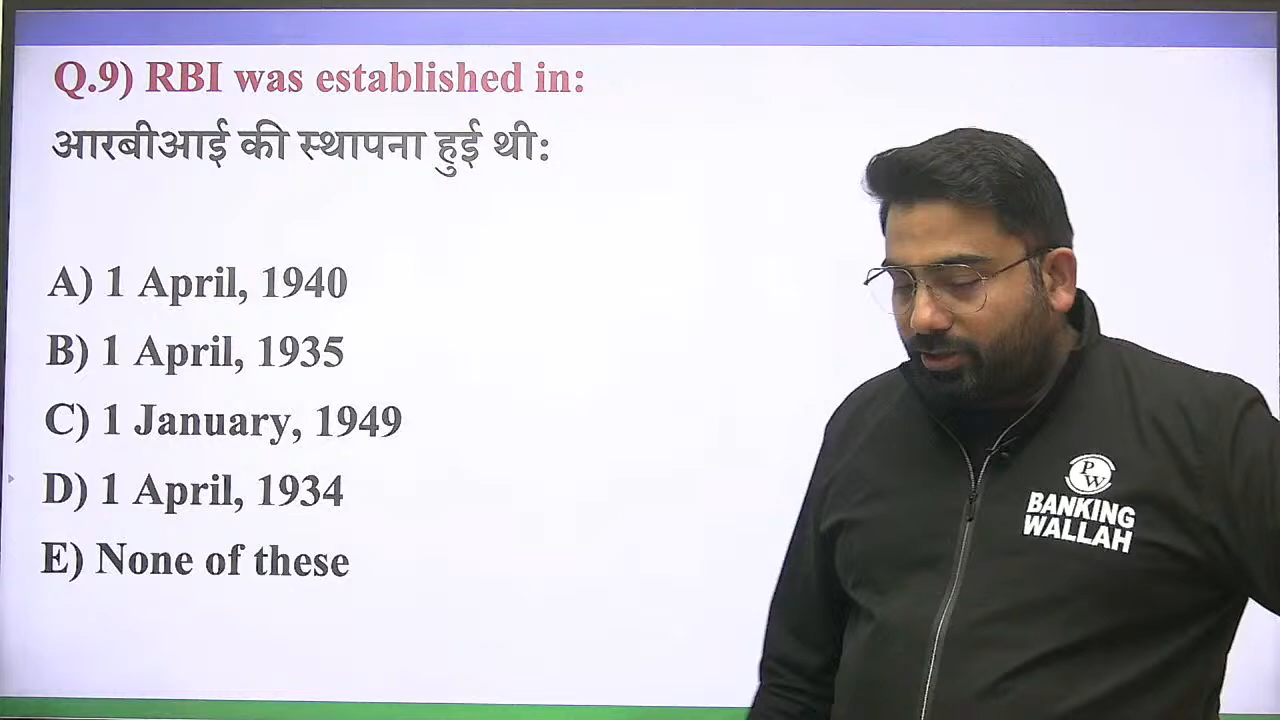 Q.9) RBI was established in:
आरबीआई की स्थापना हुई थी:
A) 1 April, 1940
B) 1 April, 1935
C) 1 January, 1949
D) 1 April, 1934
E) None of these
PW
BANKING
WALLAH